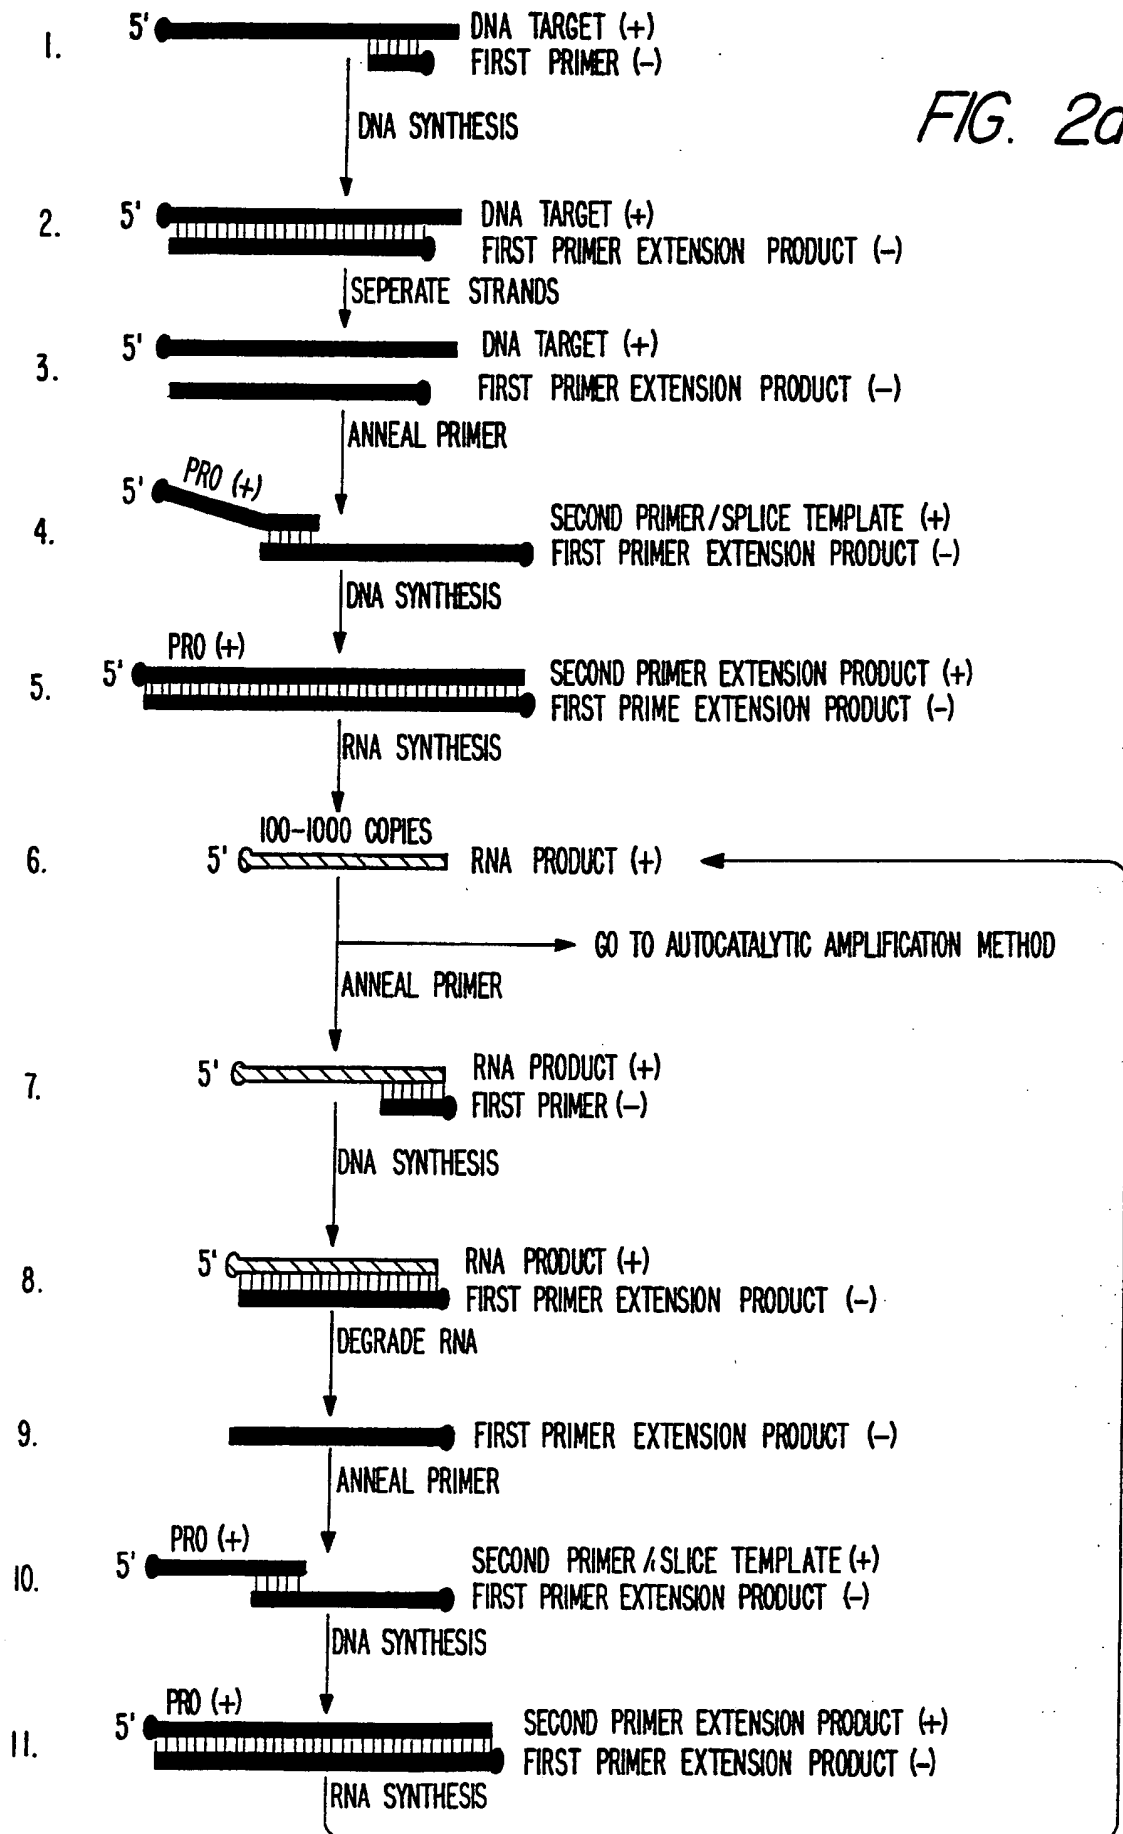 5' DNA TARGET (+)
1. FIRST PRIMER (-)
FIG. 2a
DNA SYNTHESIS
5' DNA TARGET (+)
2. FIRST PRIMER EXTENSION PRODUCT (-)
SEPERATE STRANDS
5' DNA TARGET (+)
3. FIRST PRIMER EXTENSION PRODUCT (-)
ANNEAL PRIMER
5' PRO (+)
SECOND PRIMER/SPLICE TEMPLATE (+)
4. FIRST PRIMER EXTENSION PRODUCT (-)
DNA SYNTHESIS
PRO (+)
5' SECOND PRIMER EXTENSION PRODUCT (+)
5. FIRST PRIME EXTENSION PRODUCT (-)
RNA SYNTHESIS
100-1000 COPIES
6. 5' RNA PRODUCT (+)
GO TO AUTOCATALYTIC AMPLIFICATION METHOD
ANNEAL PRIMER
5' RNA PRODUCT (+)
7. FIRST PRIMER (-)
DNA SYNTHESIS
5' RNA PRODUCT (+)
8. FIRST PRIMER EXTENSION PRODUCT (-)
DEGRADE RNA
9. FIRST PRIMER EXTENSION PRODUCT (-)
ANNEAL PRIMER
PRO (+)
5' SECOND PRIMER / SLICE TEMPLATE (+)
10. FIRST PRIMER EXTENSION PRODUCT (-)
DNA SYNTHESIS
PRO (+)
5' SECOND PRIMER EXTENSION PRODUCT (+)
11. FIRST PRIMER EXTENSION PRODUCT (-)
RNA SYNTHESIS